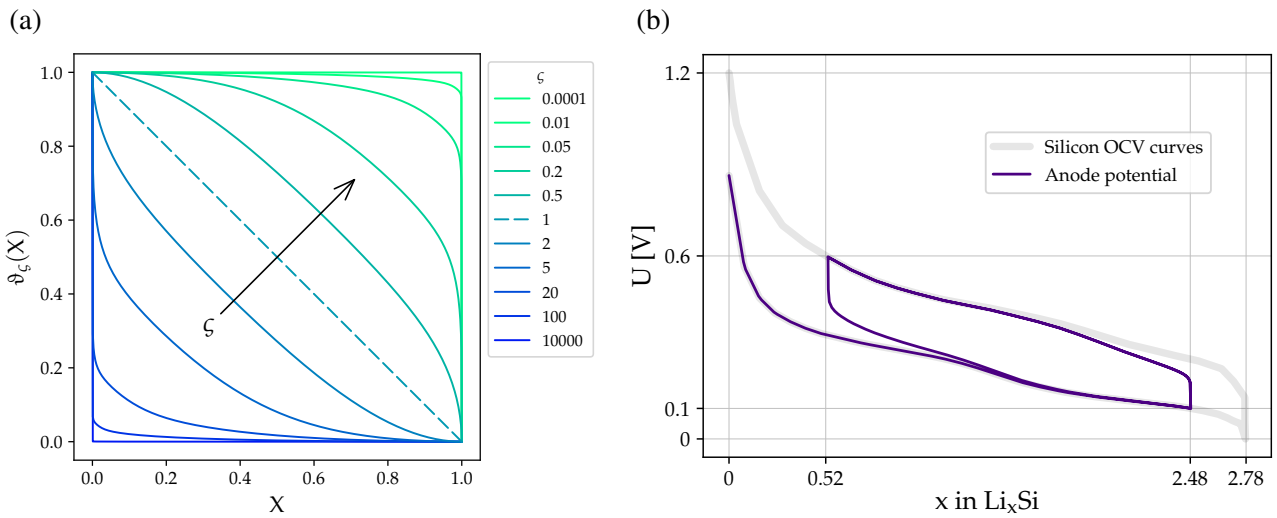 (a)
ϑς(X)
1.0
0.8
0.6
0.4
0.2
0.0
0.0 0.2 0.4 0.6 0.8 1.0
X
ς
ς
0.0001
0.01
0.05
0.2
0.5
1
2
5
20
100
10000
(b)
U [V]
1.2
0.6
0.1
0
0 0.52 2.48 2.78
x in LiₓSi
Silicon OCV curves
Anode potential